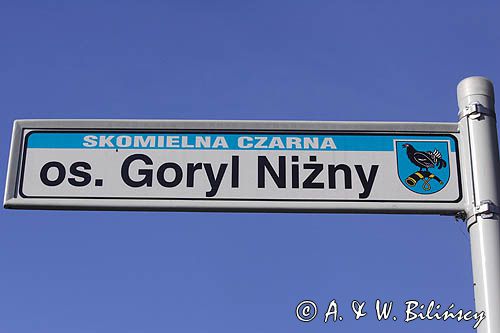 SKOMIELNA CZARNA
os. Goryl Niżny
© A. & W. Bilińscy